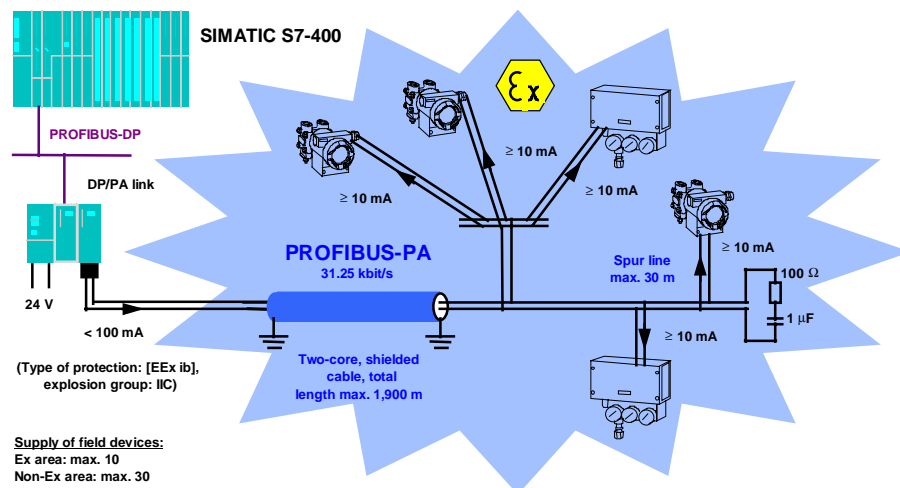 SIMATIC S7-400
Ex
PROFIBUS-DP
DP/PA link
≥ 10 mA
≥ 10 mA
≥ 10 mA
≥ 10 mA
PROFIBUS-PA
31.25 kbit/s
Spur line
max. 30 m
100 Ω
1 μF
24 V
< 100 mA
≥ 10 mA
(Type of protection: [EEx ib],
explosion group: IIC)
Two-core, shielded
cable, total
length max. 1,900 m
Supply of field devices:
Ex area: max. 10
Non-Ex area: max. 30